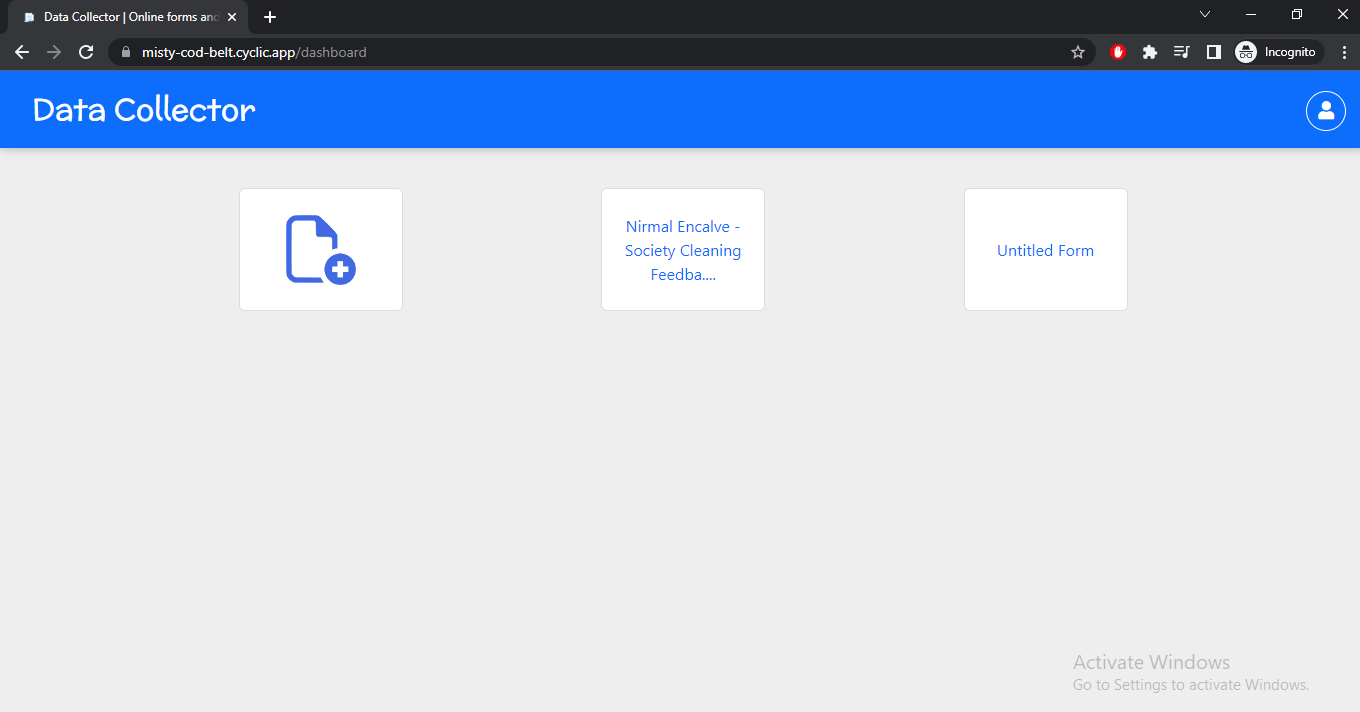 Data Collector | Online forms and
misty-cod-belt.cyclic.app/dashboard
Incognito
Data Collector
Nirmal Encalve -
Society Cleaning
Feedba....
Untitled Form
Activate Windows
Go to Settings to activate Windows.